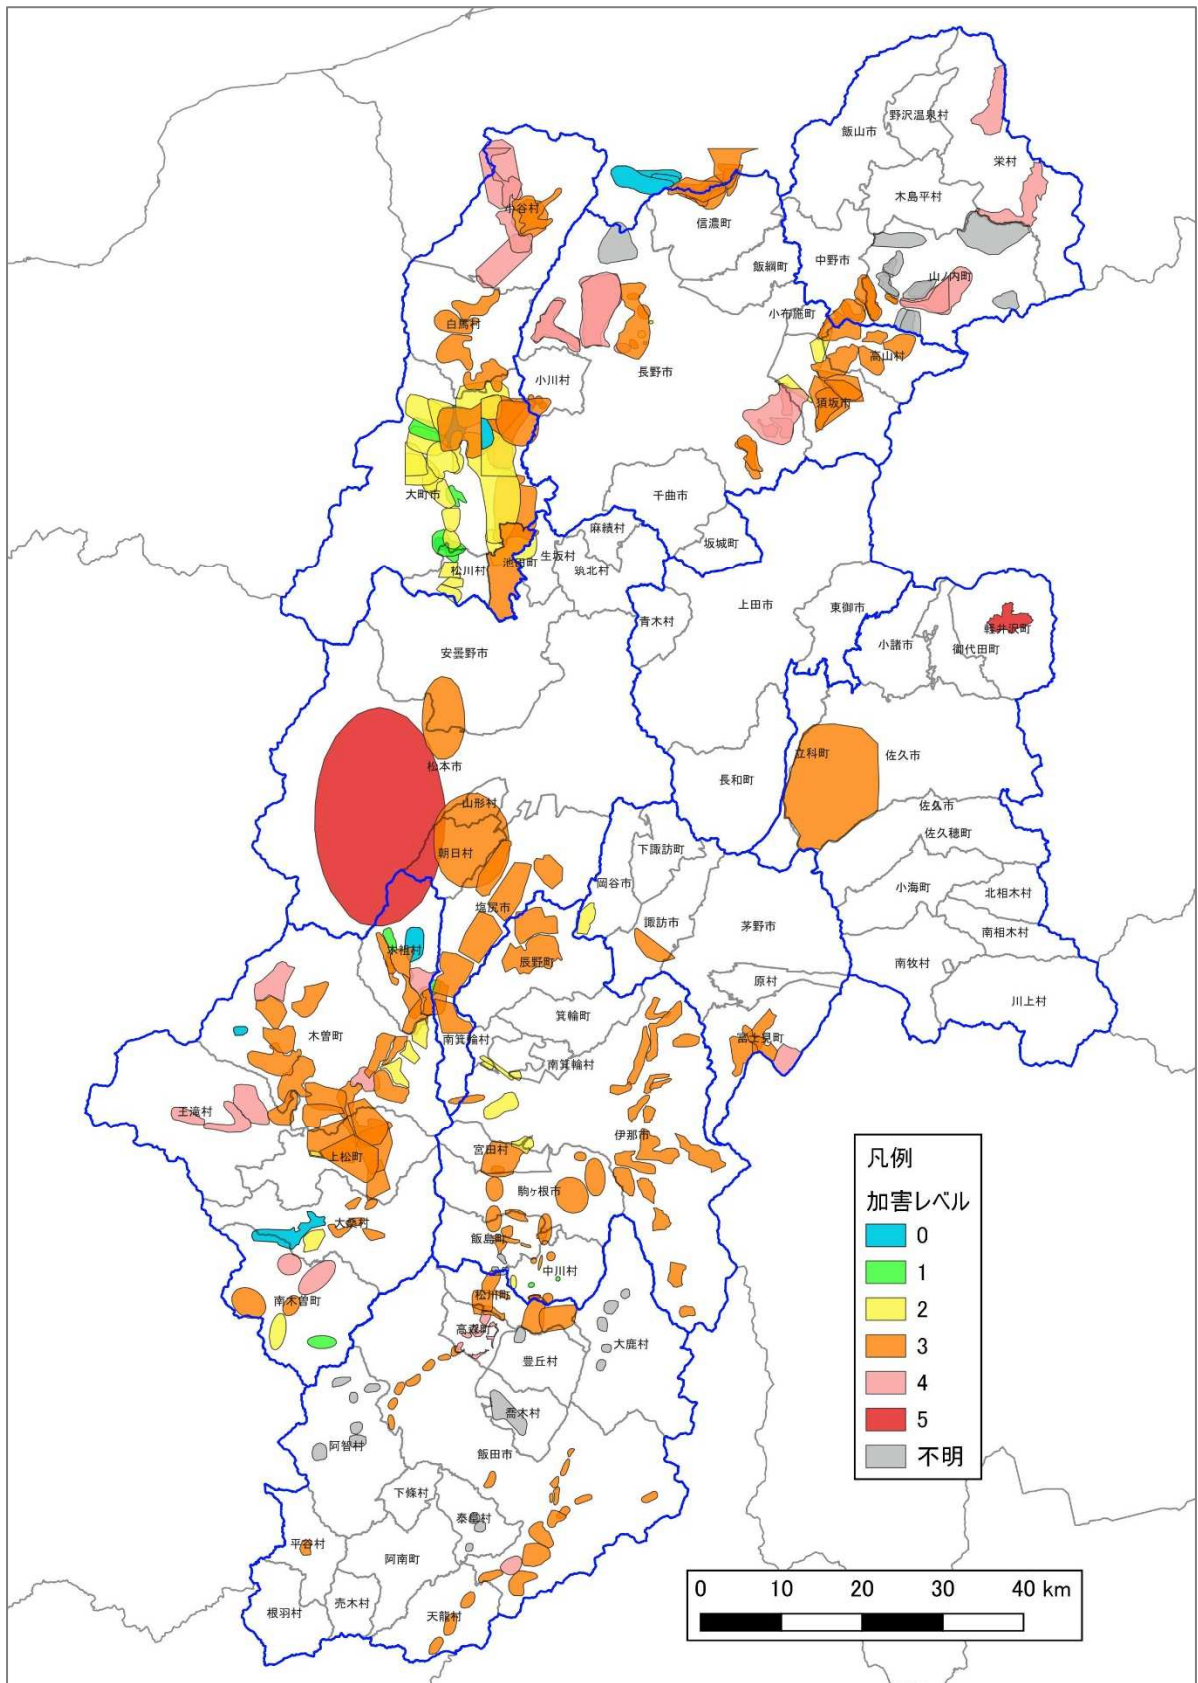 野沢温泉村
飯山市
栄村
木島平村
小谷村
信濃町
飯綱町
中野市
山ノ内町
小布施町
白馬村
高山村
小川村
長野市
須坂市
大町市
千曲市
麻績村
坂城町
生坂村
池田町
松川村
筑北村
上田市
東御市
青木村
軽井沢町
小諸市
御代田町
安曇野市
立科町
佐久市
松本市
長和町
山形村
佐久市
佐久穂町
下諏訪町
朝日村
岡谷市
小海町
北相木村
塩尻市
諏訪市
茅野市
南相木村
木祖村
辰野町
南牧村
原村
川上村
箕輪町
木曽町
南箕輪村
富士見町
南箕輪村
王滝村
伊那市
宮田村
上松町
駒ヶ根市
大桑村
飯島町
中川村
南木曽町
松川町
高森町
大鹿村
豊丘村
喬木村
阿智村
飯田市
下條村
泰阜村
平谷村
阿南町
売木村
根羽村
天龍村
凡例
加害レベル
0
1
2
3
4
5
不明
0 10 20 30 40 km